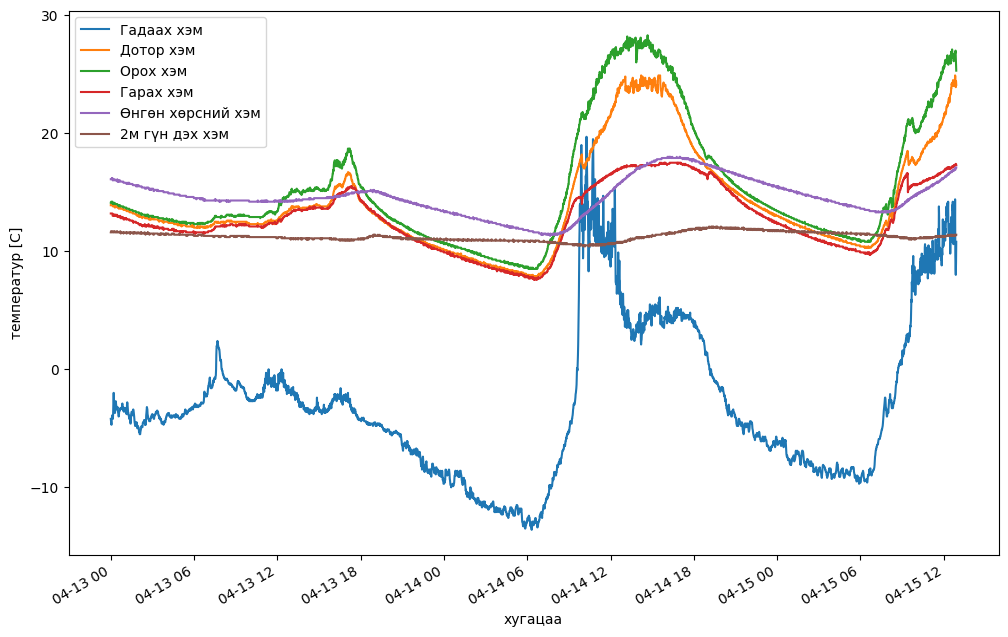 Гадаах хэм
Дотор хэм
Орох хэм
Гарах хэм
Өнгөн хөрсний хэм
2м гүн дэх хэм
30
20
10
0
−10
температур [C]
04-13 00
04-13 06
04-13 12
04-13 18
04-14 00
04-14 06
04-14 12
04-14 18
04-15 00
04-15 06
04-15 12
хугацаа